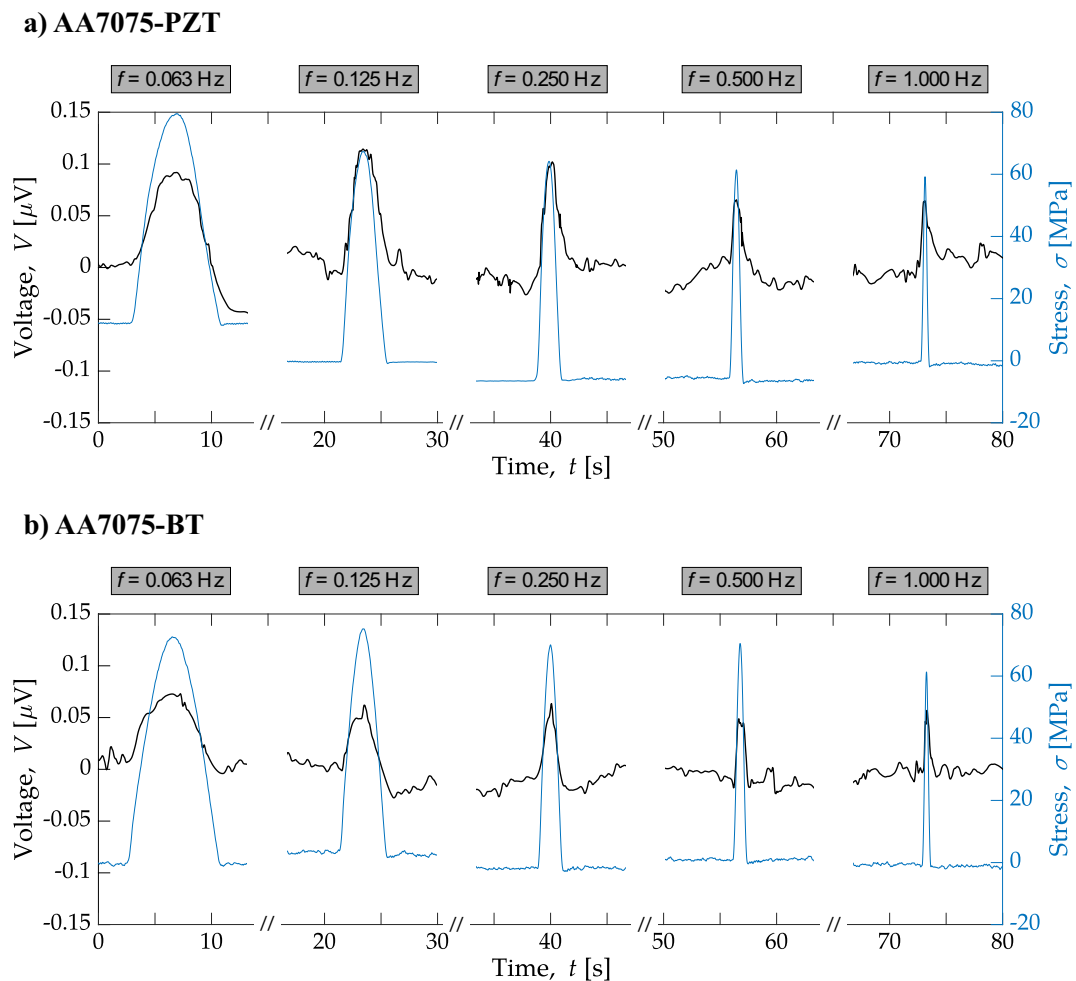 a) AA7075-PZT
f = 0.063 Hz
f = 0.125 Hz
f = 0.250 Hz
f = 0.500 Hz
f = 1.000 Hz
0.15
0.1
0.05
0
-0.05
-0.1
-0.15
Voltage, V [μV]
80
60
40
20
0
-20
Stress, σ [MPa]
0 10 // 20 30 // 40 // 50 60 // 70 80
Time, t [s]
b) AA7075-BT
f = 0.063 Hz
f = 0.125 Hz
f = 0.250 Hz
f = 0.500 Hz
f = 1.000 Hz
0.15
0.1
0.05
0
-0.05
-0.1
-0.15
Voltage, V [μV]
80
60
40
20
0
-20
Stress, σ [MPa]
0 10 // 20 30 // 40 // 50 60 // 70 80
Time, t [s]